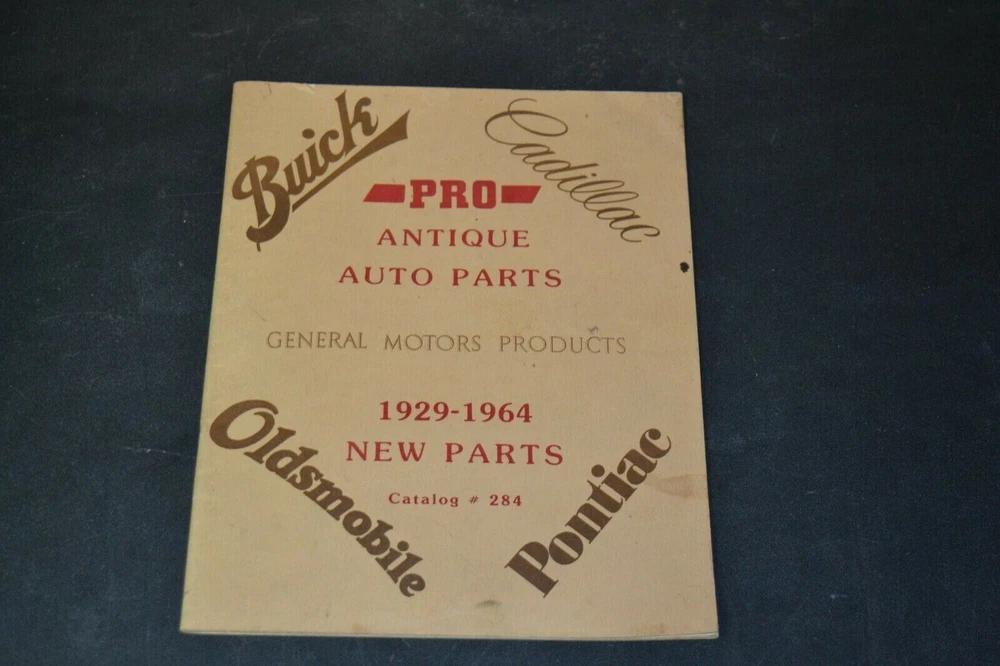 Buick
Cadillac
PRO
ANTIQUE
AUTO PARTS
GENERAL MOTORS PRODUCTS
1929-1964
NEW PARTS
Catalog # 284
Oldsmobile
Pontiac